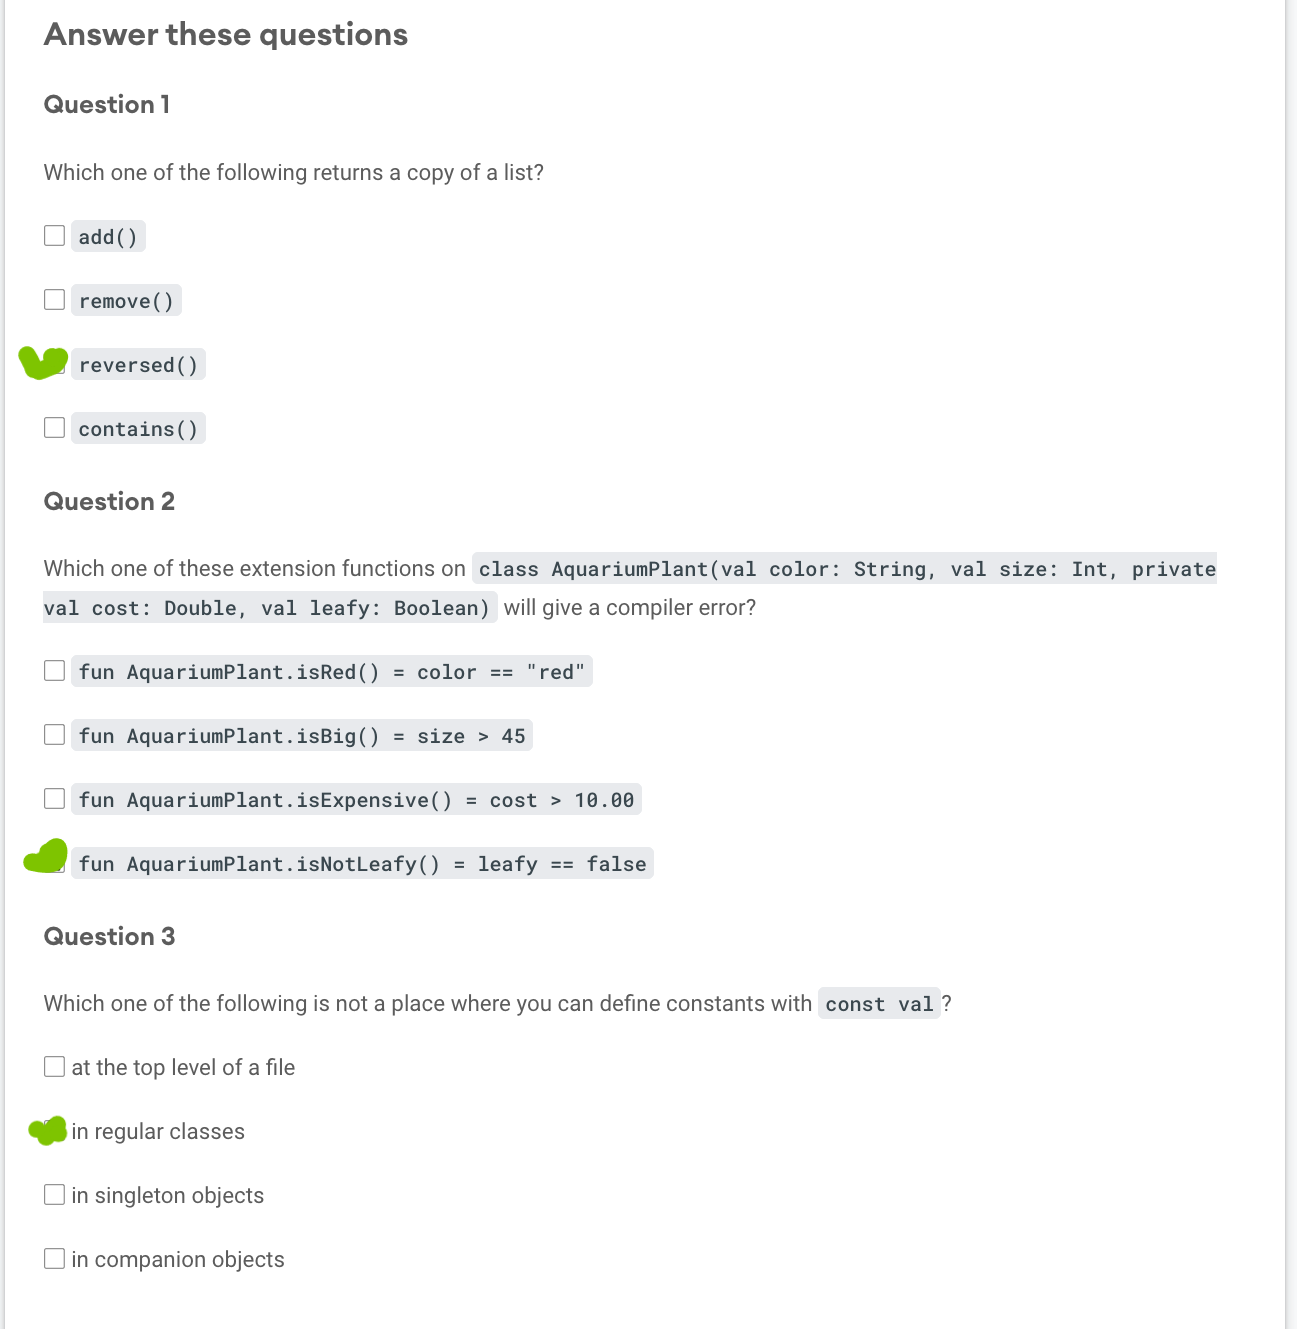 Answer these questions
Question 1
Which one of the following returns a copy of a list?
add()
remove()
reversed()
contains()
Question 2
Which one of these extension functions on class AquariumPlant(val color: String, val size: Int, private
val cost: Double, val leafy: Boolean) will give a compiler error?
fun AquariumPlant.isRed() = color == "red"
fun AquariumPlant.isBig() = size > 45
fun AquariumPlant.isExpensive() = cost > 10.00
fun AquariumPlant.isNotLeafy() = leafy == false
Question 3
Which one of the following is not a place where you can define constants with const val?
at the top level of a file
in regular classes
in singleton objects
in companion objects